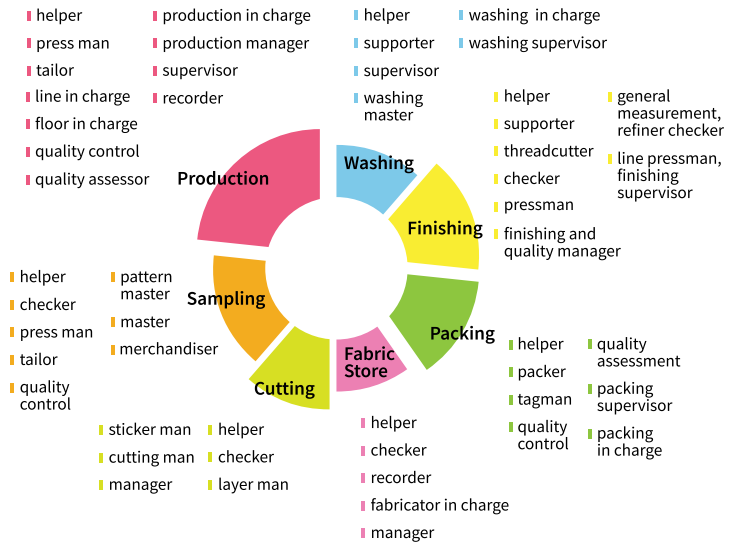 helper
press man
tailor
line in charge
floor in charge
quality control
quality assessor
production in charge
production manager
supervisor
recorder
Production
helper
supporter
supervisor
washing
master
washing in charge
washing supervisor
Washing
helper
supporter
threadcutter
checker
pressman
finishing and
quality manager
general
measurement,
refiner checker
line pressman,
finishing
supervisor
Finishing
helper
checker
press man
tailor
quality
control
pattern
master
master
merchandiser
Sampling
Packing
helper
packer
tagman
quality
control
quality
assessment
packing
supervisor
packing
in charge
Cutting
sticker man
cutting man
manager
helper
checker
layer man
Fabric
Store
helper
checker
recorder
fabricator in charge
manager